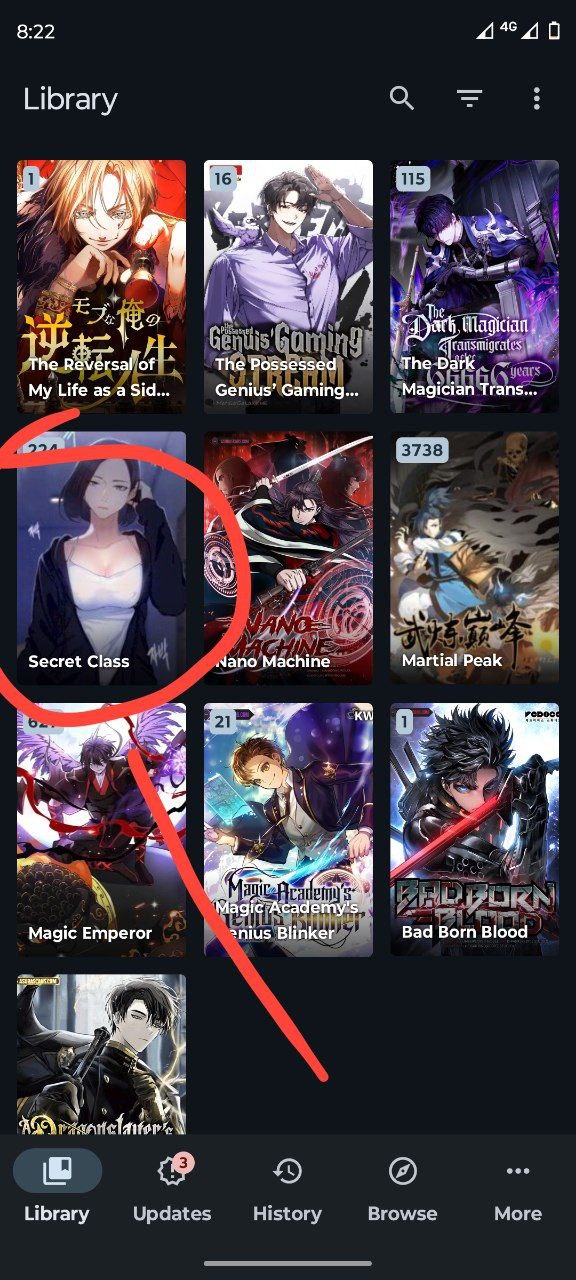 8:22
4G
Library
1
モブな俺の
逆転人生
The Reversal of
My Life as a Sid...
16
The Possessed
Genius' Gaming
STREAM
The Possessed
Genius' Gaming...
115
The
Dark Magician
Transmigrates
after
66666 years
The Dark
Magician Trans...
224
Secret Class
NANO
MACHINE
Nano Machine
3738
武炼巅峰
Martial Peak
Magic Emperor
21
KW
Magic Academy's
Genius Blinker
Magic Academy's
Genius Blinker
1
BAD BORN
BLOOD
Bad Born Blood
ASURASCANS.COM
A Dragonslayer's
3
Library
Updates
History
Browse
More